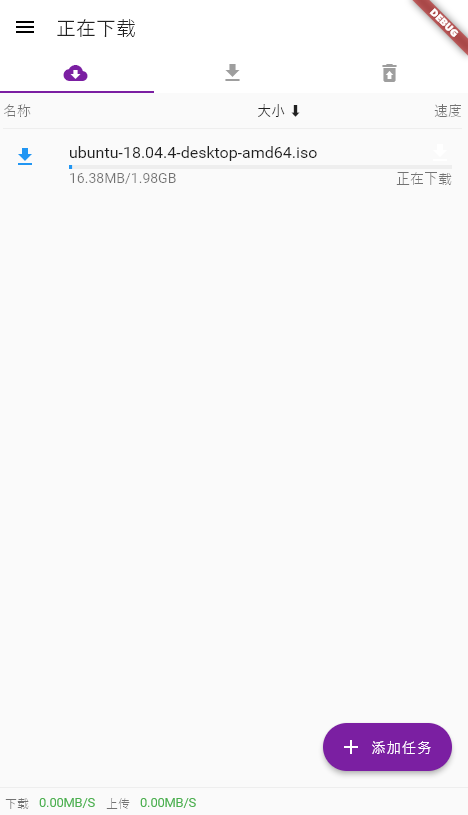 正在下载
DEBUG
名称 大小 速度
ubuntu-18.04.4-desktop-amd64.iso
16.38MB/1.98GB 正在下载
添加任务
下载 0.00MB/S 上传 0.00MB/S